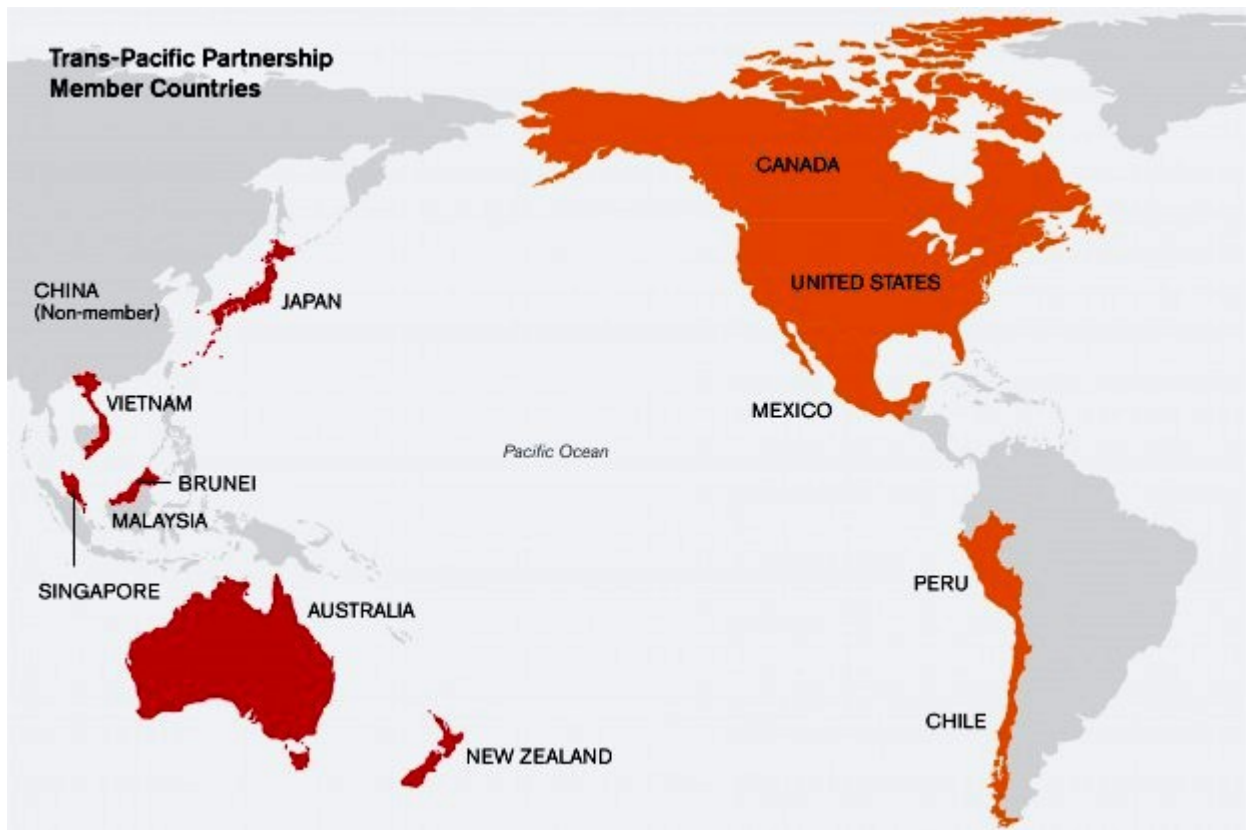 Trans-Pacific Partnership
Member Countries
CANADA
UNITED STATES
CHINA
(Non-member)
JAPAN
VIETNAM
MEXICO
Pacific Ocean
BRUNEI
MALAYSIA
SINGAPORE
AUSTRALIA
PERU
CHILE
NEW ZEALAND